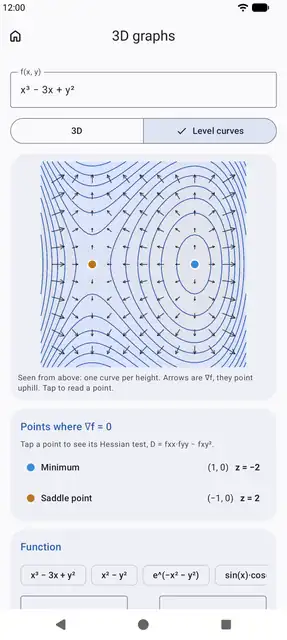 12:00
3D graphs
f(x, y)
x³ − 3x + y²
3D
Level curves
Seen from above: one curve per height. Arrows are ∇f, they point
uphill. Tap to read a point.
Points where ∇f = 0
Tap a point to see its Hessian test, D = fxx·fyy − fxy².
Minimum (1, 0) z = −2
Saddle point (−1, 0) z = 2
Function
x³ − 3x + y² x² − y² e^(−x² − y²) sin(x)·cos